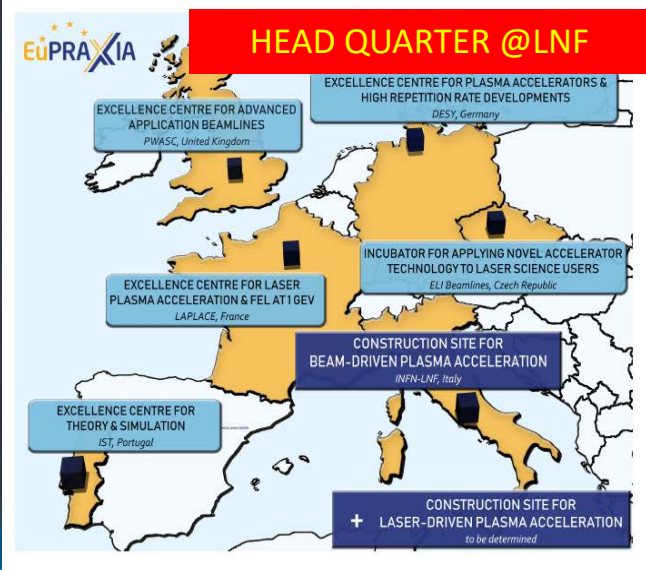 EuPRAXIA
HEAD QUARTER @LNF
EXCELLENCE CENTRE FOR PLASMA ACCELERATORS &
HIGH REPETITION RATE DEVELOPMENTS
DESY, Germany
EXCELLENCE CENTRE FOR ADVANCED
APPLICATION BEAMLINES
PWASC, United Kingdom
INCUBATOR FOR APPLYING NOVEL ACCELERATOR
TECHNOLOGY TO LASER SCIENCE USERS
ELI Beamlines, Czech Republic
EXCELLENCE CENTRE FOR LASER
PLASMA ACCELERATION & FEL AT 1 GEV
LAPLACE, France
CONSTRUCTION SITE FOR
BEAM-DRIVEN PLASMA ACCELERATION
INFN-LNF, Italy
EXCELLENCE CENTRE FOR
THEORY & SIMULATION
IST, Portugal
+ CONSTRUCTION SITE FOR
LASER-DRIVEN PLASMA ACCELERATION
to be determined